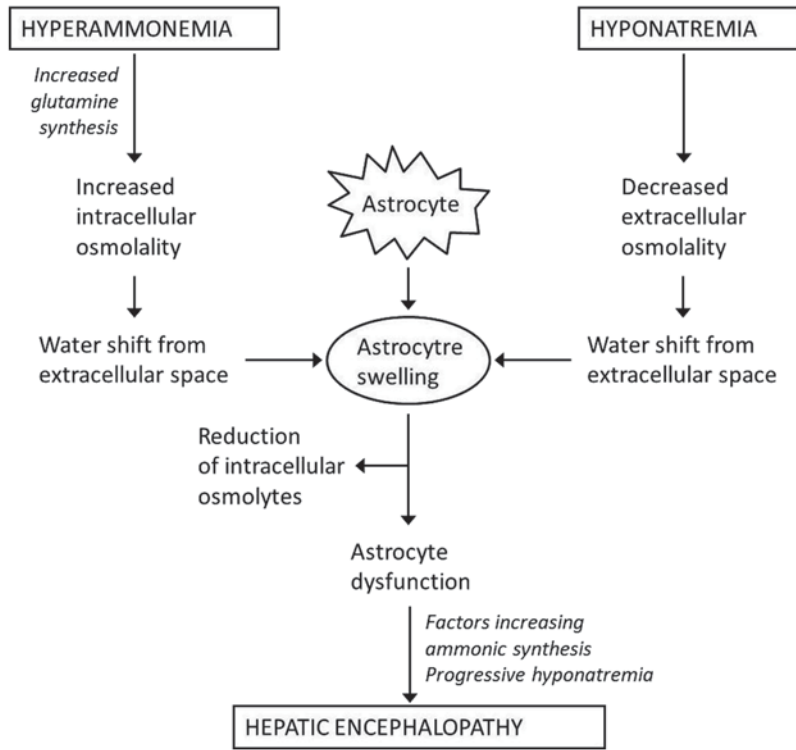 HYPERAMMONEMIA
HYPONATREMIA
Increased
glutamine
synthesis
Increased
intracellular
osmolality
Astrocyte
Decreased
extracellular
osmolality
Water shift from
extracellular space
Astrocytre
swelling
Water shift from
extracellular space
Reduction
of intracellular
osmolytes
Astrocyte
dysfunction
Factors increasing
ammonic synthesis
Progressive hyponatremia
HEPATIC ENCEPHALOPATHY